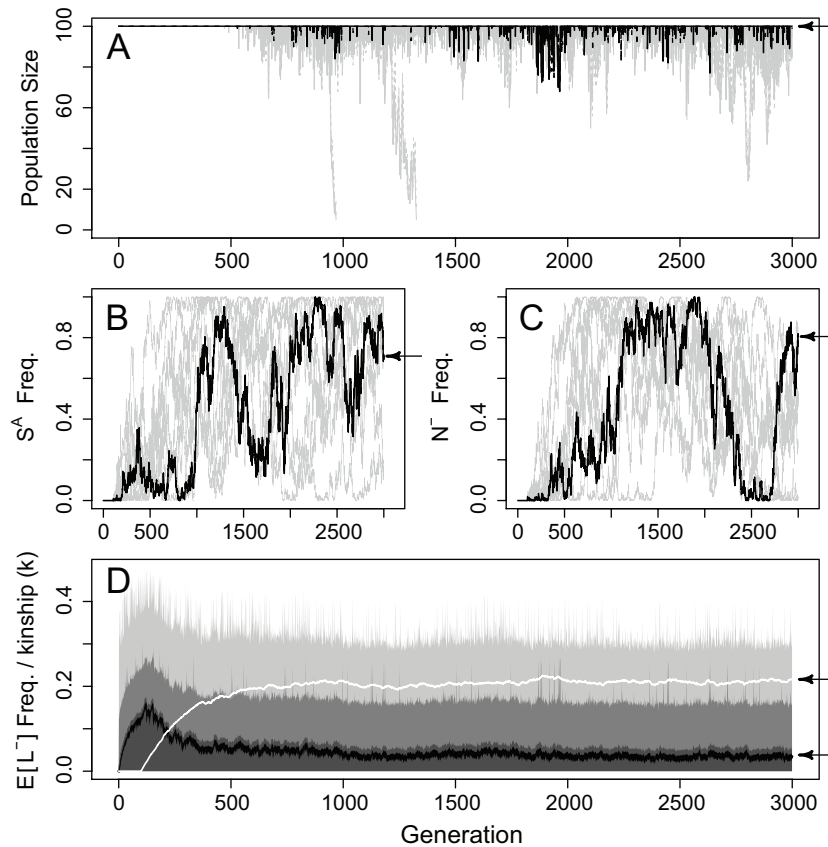 A
Population Size
100
60
20
0
0 500 1000 1500 2000 2500 3000
B
S^A Freq.
0.8
0.4
0.0
500 1500 2500
C
N⁻ Freq.
0.8
0.4
0.0
500 1500 2500
D
E[L⁻] Freq. / kinship (k)
0.4
0.2
0.0
0 500 1000 1500 2000 2500 3000
Generation